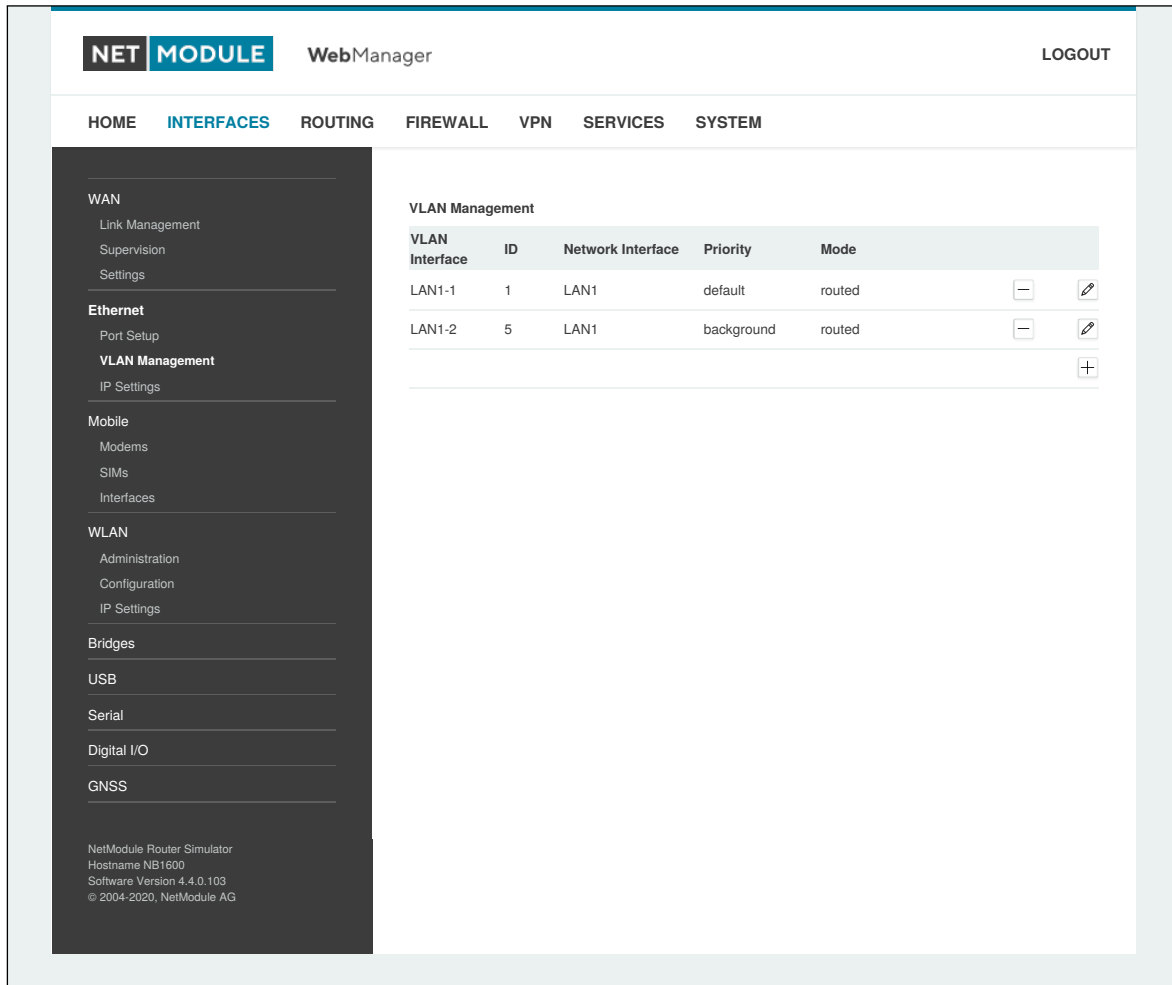 NET MODULE WebManager LOGOUT
HOME INTERFACES ROUTING FIREWALL VPN SERVICES SYSTEM
WAN
Link Management
Supervision
Settings
Ethernet
Port Setup
VLAN Management
IP Settings
Mobile
Modems
SIMs
Interfaces
WLAN
Administration
Configuration
IP Settings
Bridges
USB
Serial
Digital I/O
GNSS
NetModule Router Simulator
Hostname NB1600
Software Version 4.4.0.103
© 2004-2020, NetModule AG
VLAN Management
VLAN Interface ID Network Interface Priority Mode
LAN1-1 1 LAN1 default routed
LAN1-2 5 LAN1 background routed